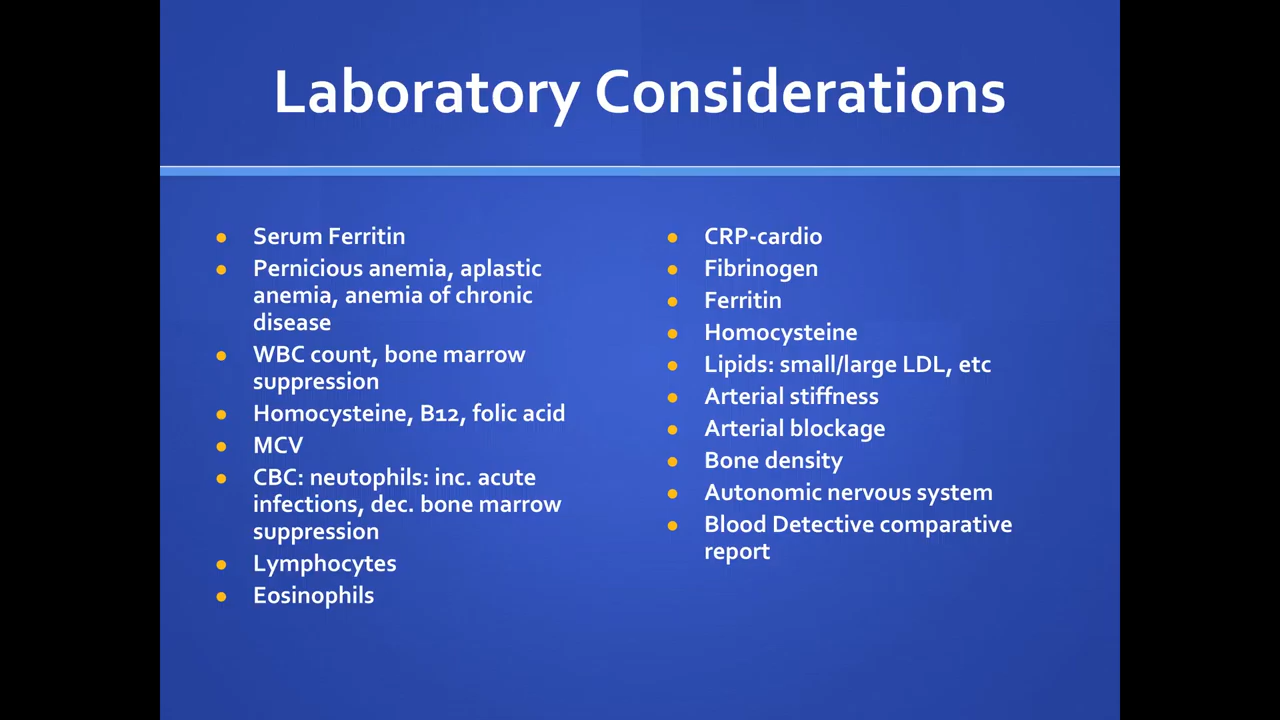 Laboratory Considerations
Serum Ferritin
Pernicious anemia, aplastic
anemia, anemia of chronic
disease
WBC count, bone marrow
suppression
Homocysteine, B12, folic acid
MCV
CBC: neutophils: inc. acute
infections, dec. bone marrow
suppression
Lymphocytes
Eosinophils
CRP-cardio
Fibrinogen
Ferritin
Homocysteine
Lipids: small/large LDL, etc
Arterial stiffness
Arterial blockage
Bone density
Autonomic nervous system
Blood Detective comparative
report